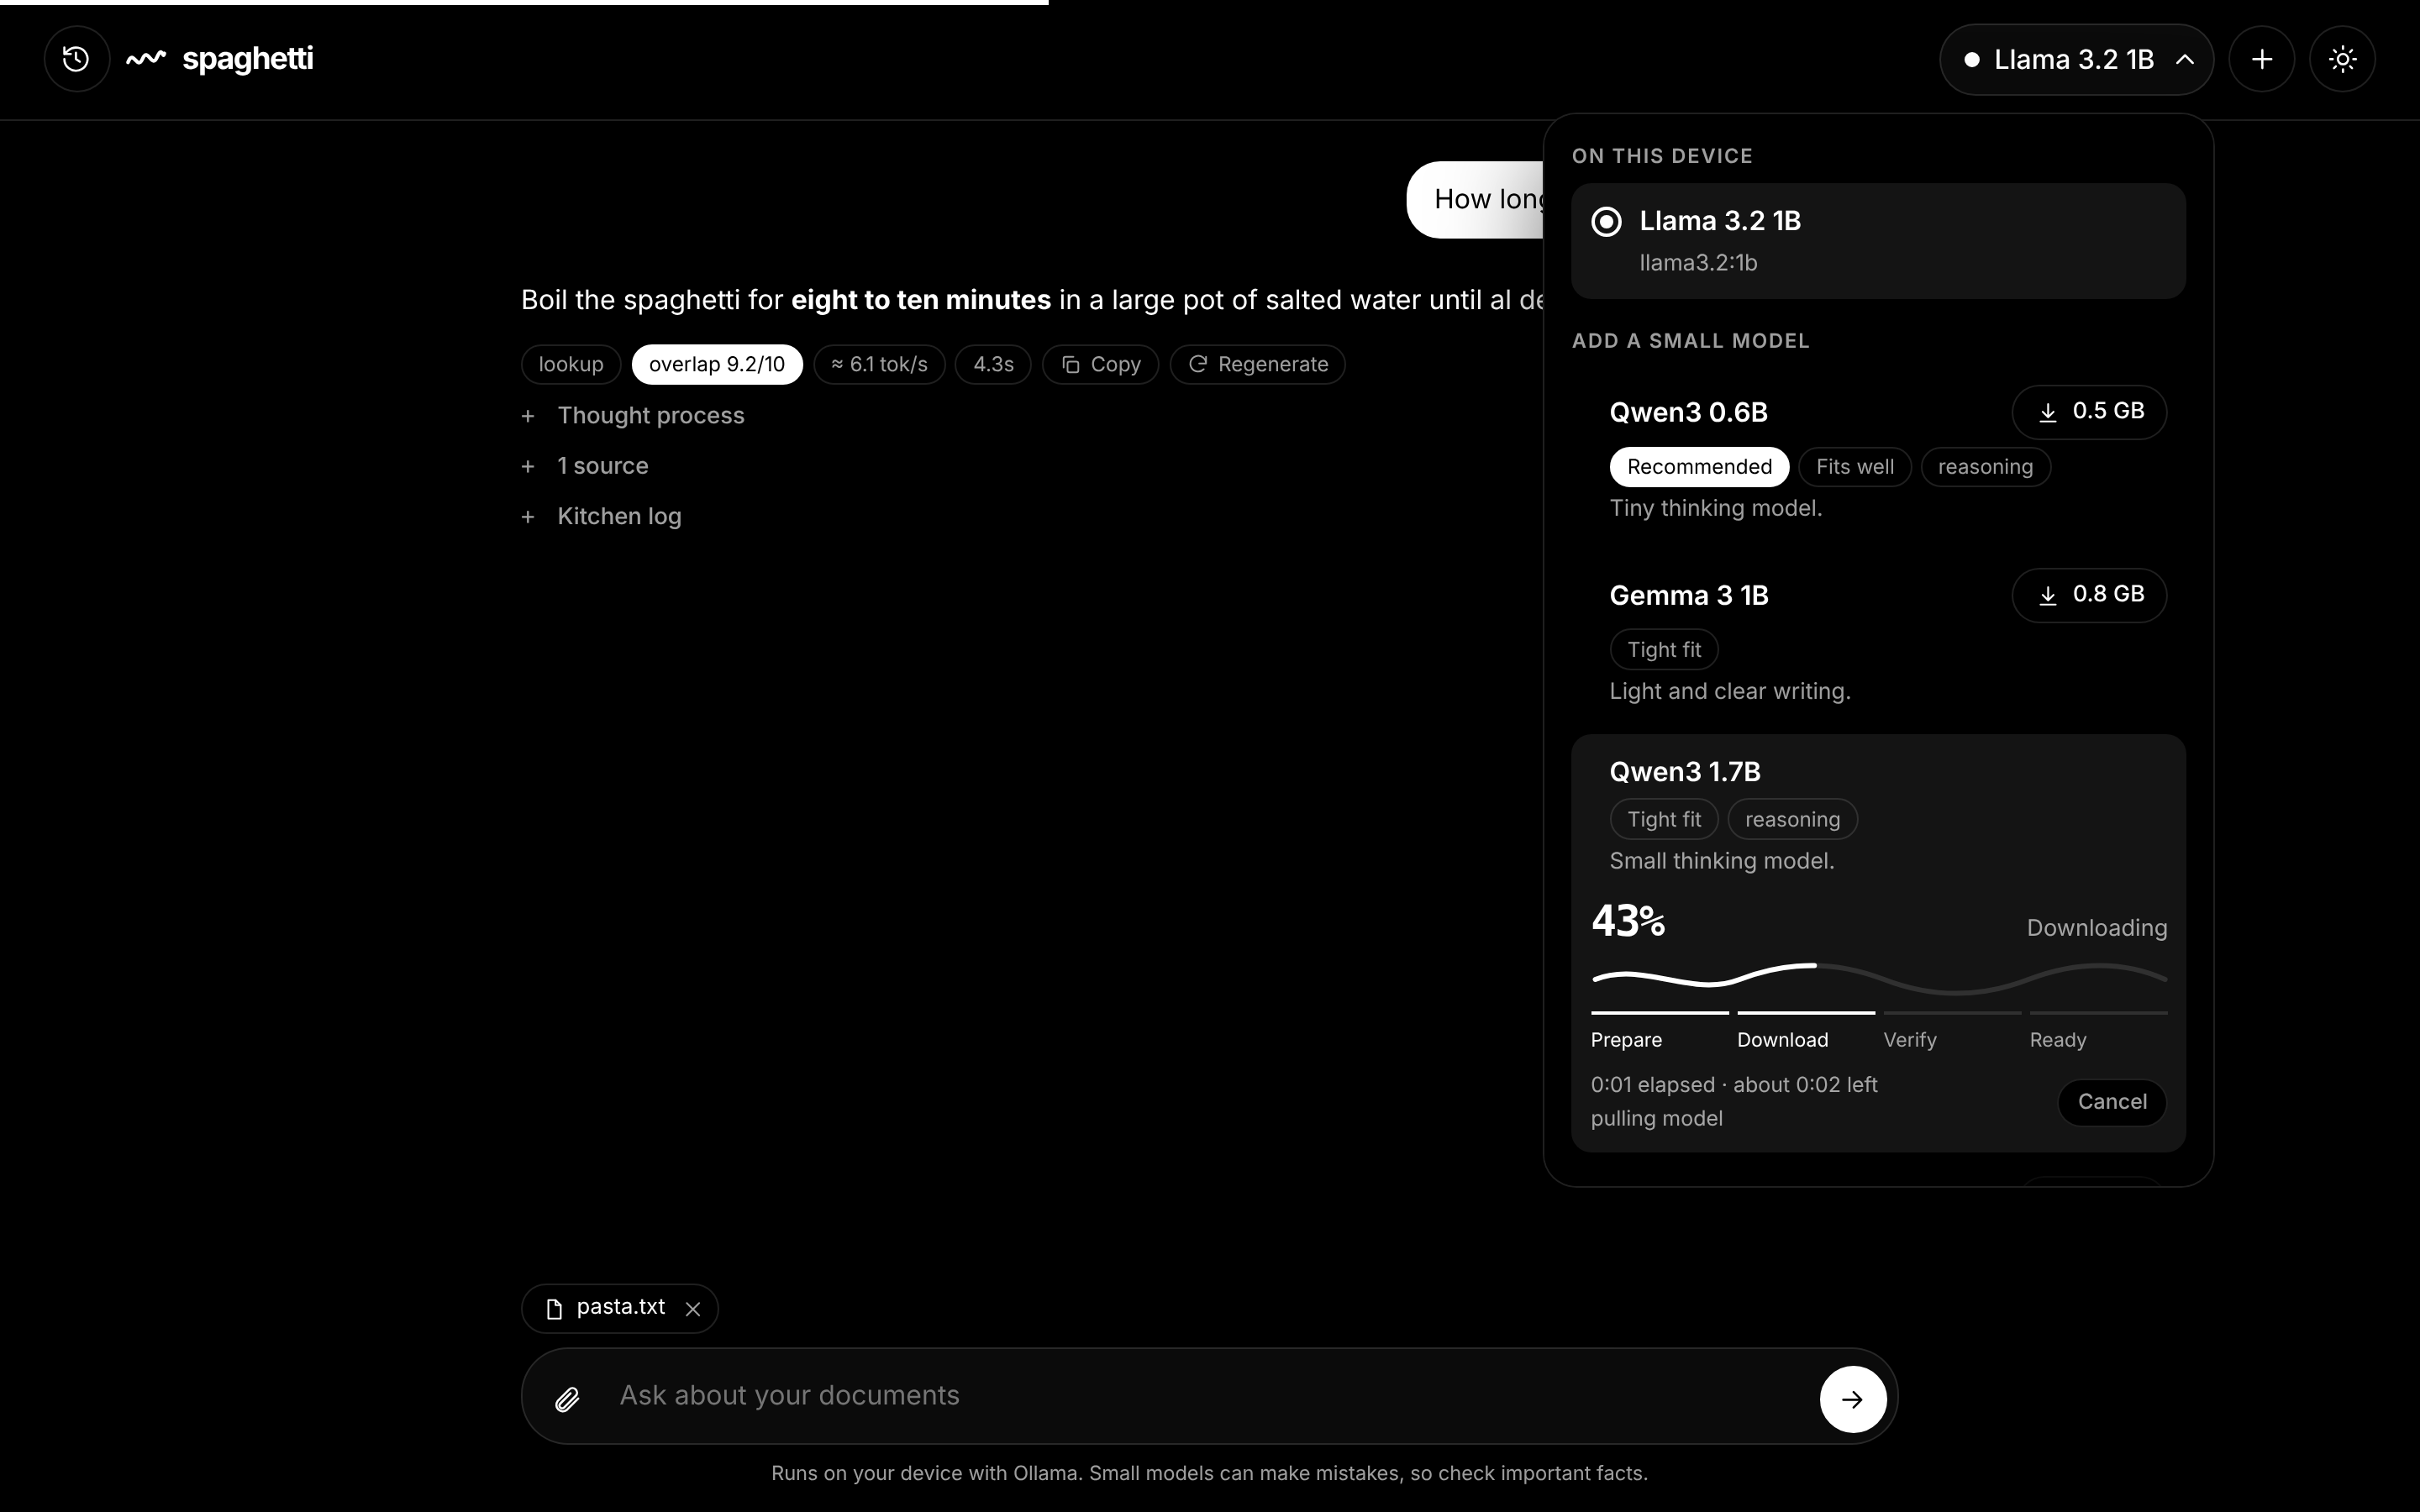 spaghetti
Llama 3.2 1B
How long
Boil the spaghetti for eight to ten minutes in a large pot of salted water until al de
lookup
overlap 9.2/10
≈ 6.1 tok/s
4.3s
Copy
Regenerate
+ Thought process
+ 1 source
+ Kitchen log
ON THIS DEVICE
Llama 3.2 1B
llama3.2:1b
ADD A SMALL MODEL
Qwen3 0.6B
0.5 GB
Recommended
Fits well
reasoning
Tiny thinking model.
Gemma 3 1B
0.8 GB
Tight fit
Light and clear writing.
Qwen3 1.7B
Tight fit
reasoning
Small thinking model.
43%
Downloading
Prepare
Download
Verify
Ready
0:01 elapsed · about 0:02 left
pulling model
Cancel
pasta.txt
Ask about your documents
Runs on your device with Ollama. Small models can make mistakes, so check important facts.